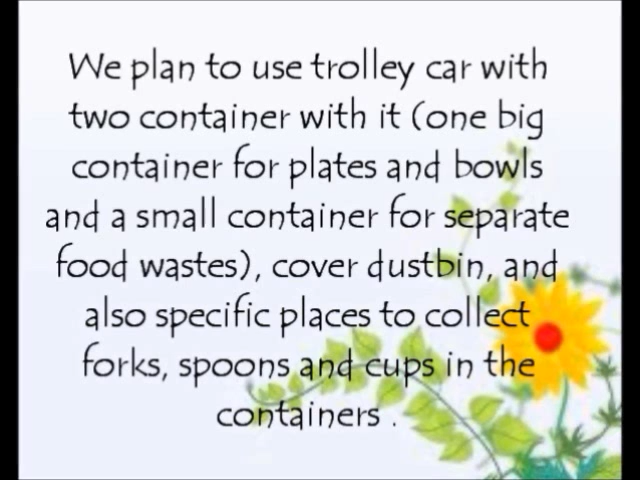 We plan to use trolley car with
two container with it (one big
container for plates and bowls
and a small container for separate
food wastes), cover dustbin, and
also specific places to collect
forks, spoons and cups in the
containers .